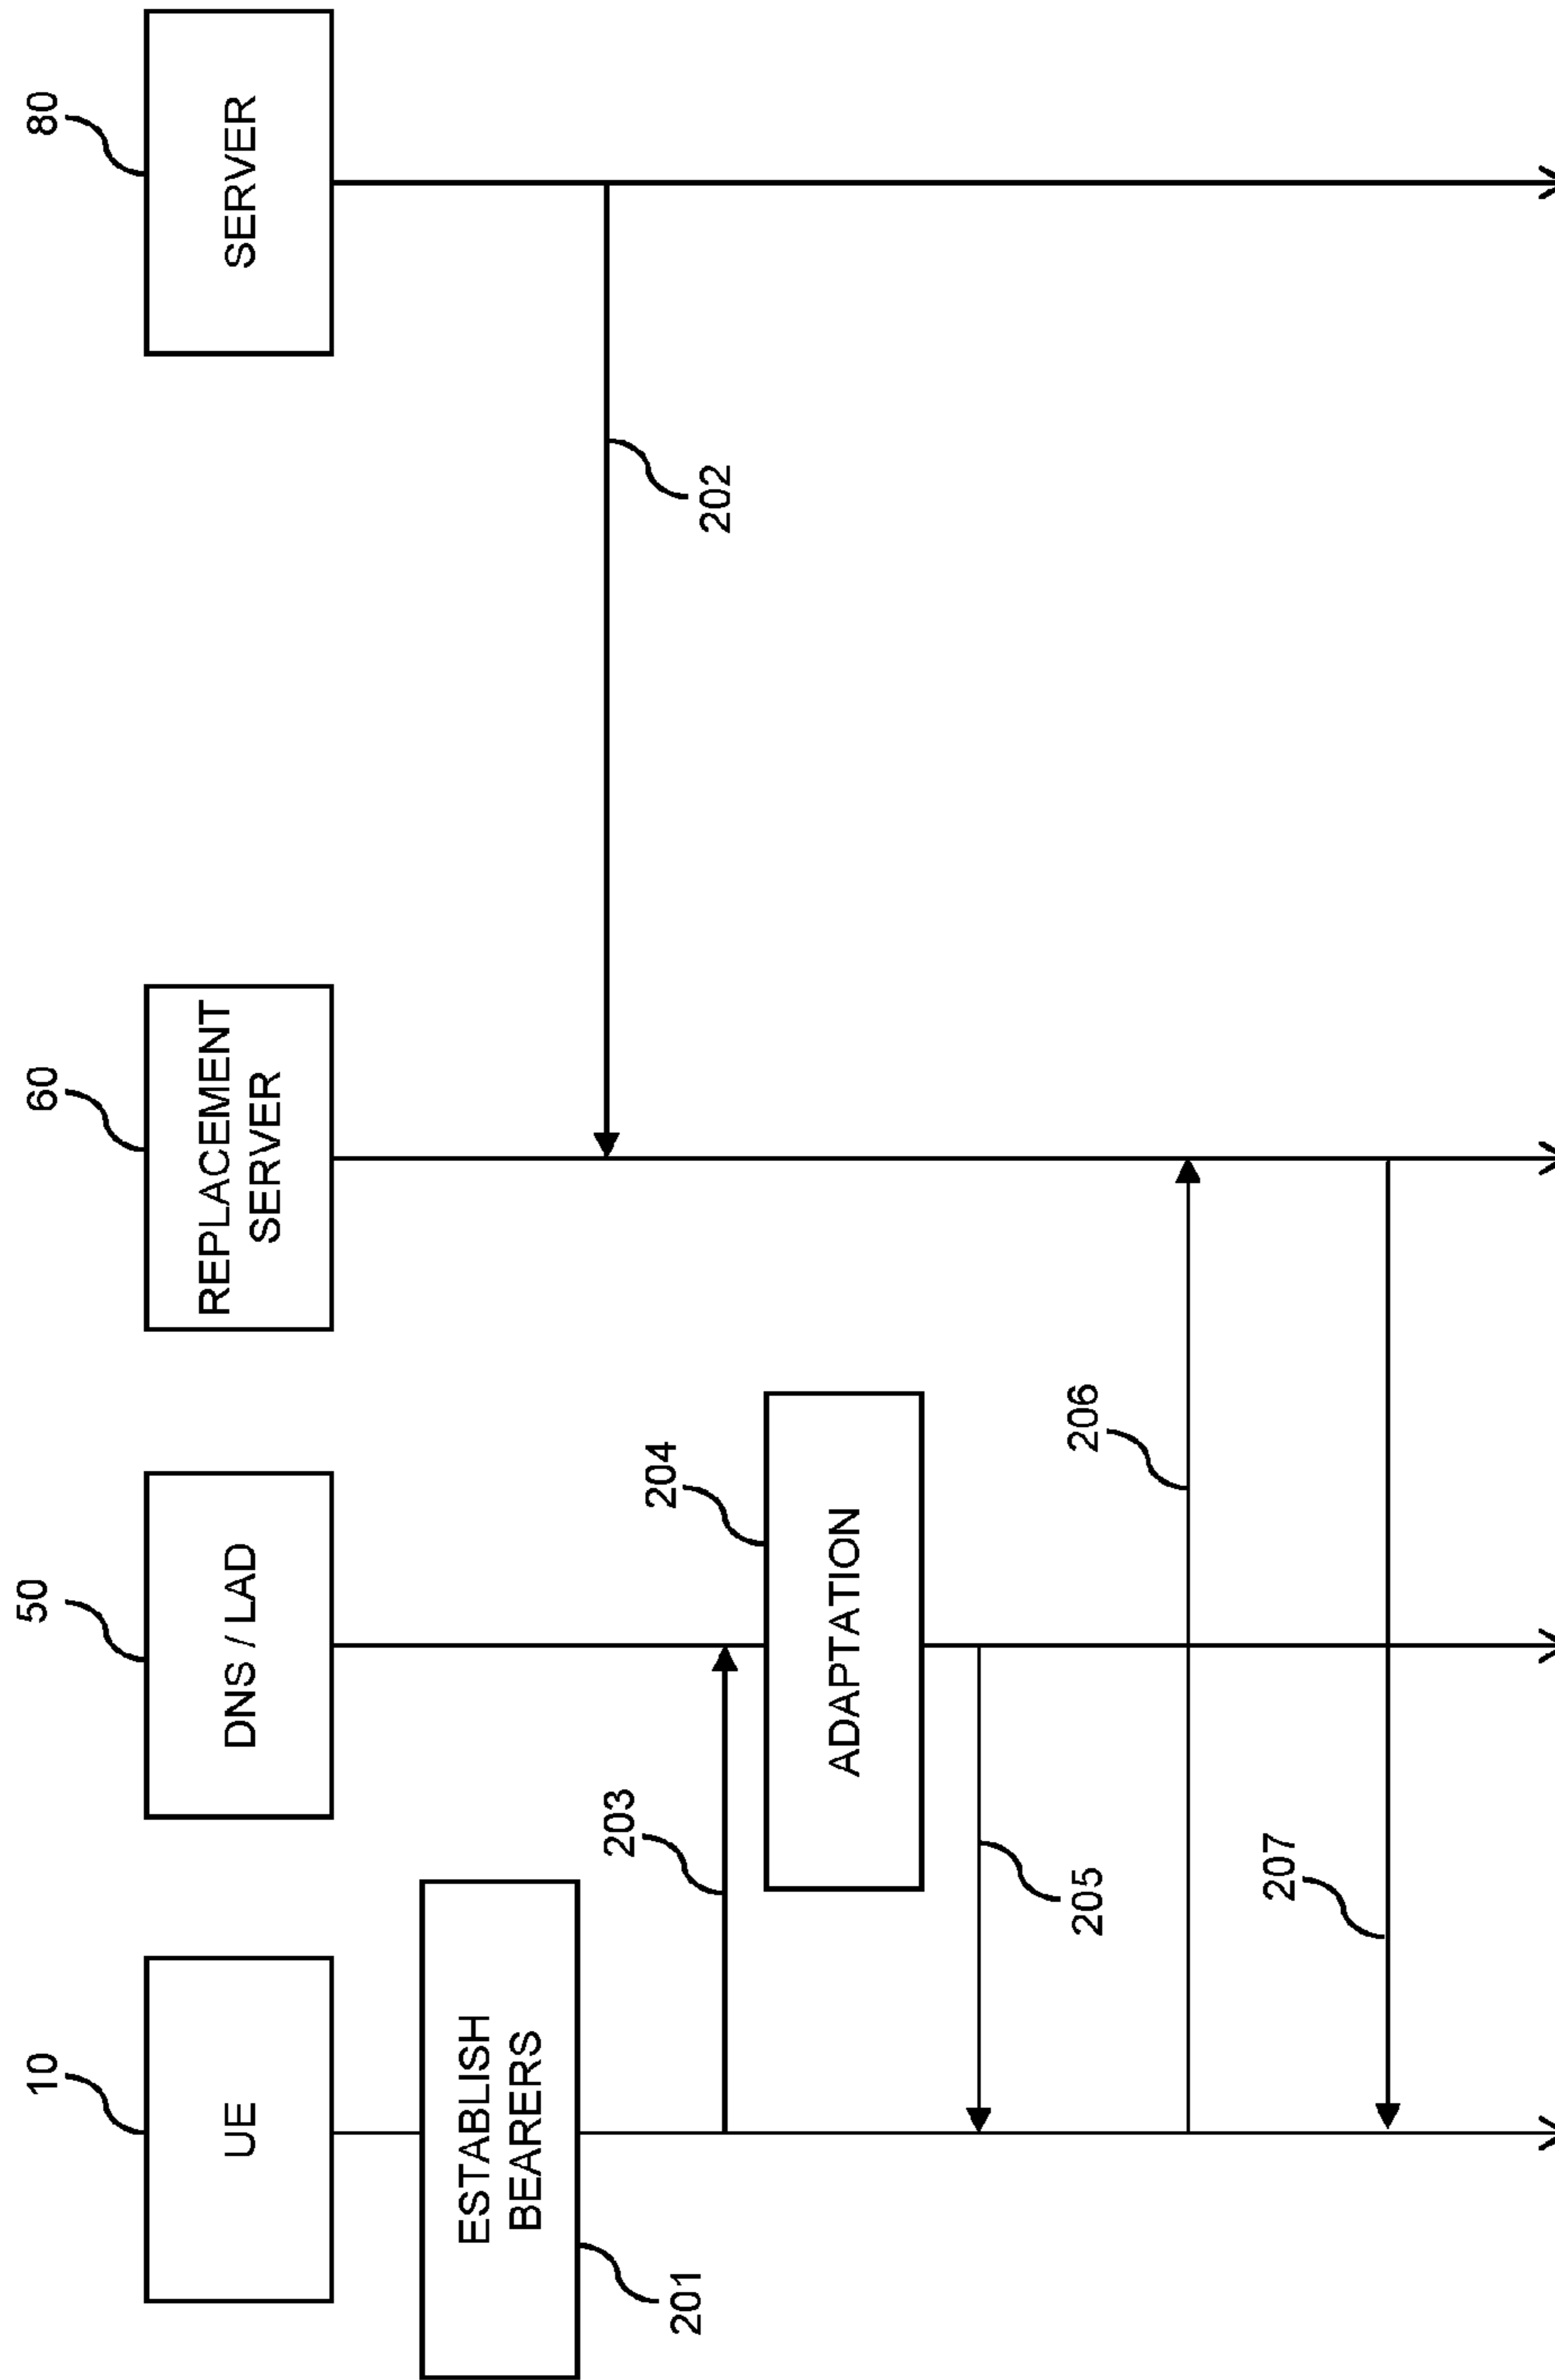 10
UE
50
DNS / LAD
60
REPLACEMENT
SERVER
80
SERVER
ESTABLISH
BEARERS
201
202
203
204
ADAPTATION
205
206
207